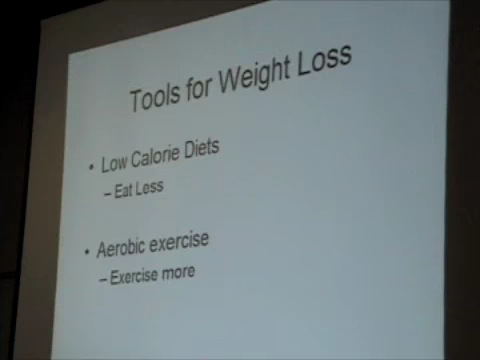 Tools for Weight Loss
• Low Calorie Diets
– Eat Less
• Aerobic exercise
– Exercise more